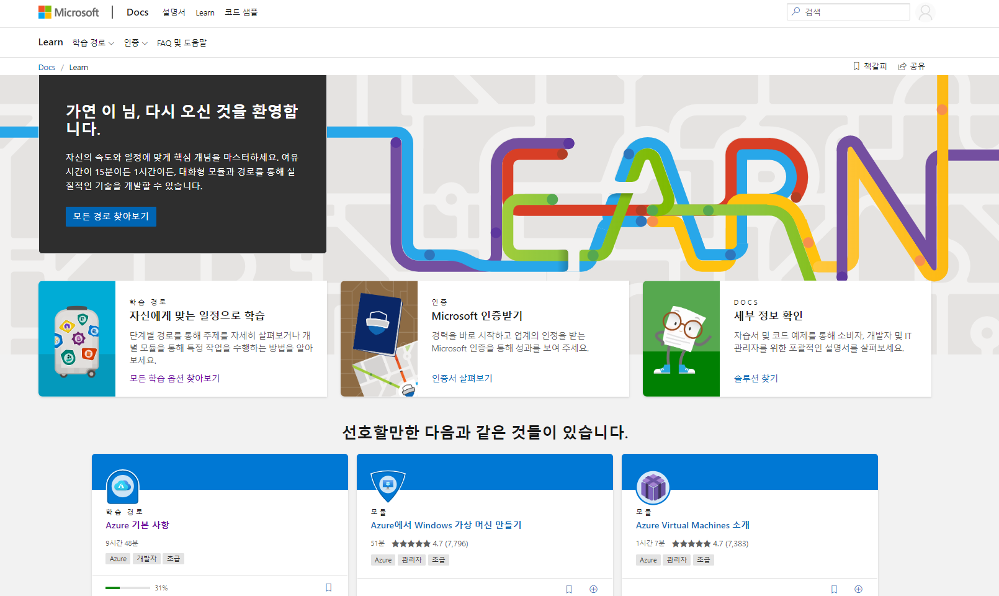 Microsoft
Docs
설명서
Learn
코드 샘플
검색
Learn
학습 경로
인증
FAQ 및 도움말
Docs / Learn
책갈피
공유
가연 이 님, 다시 오신 것을 환영합
니다.
자신의 속도와 일정에 맞게 핵심 개념을 마스터하세요. 여유
시간이 15분이든 1시간이든, 대화형 모듈과 경로를 통해 실
질적인 기술을 개발할 수 있습니다.
모든 경로 찾아보기
LEARN
학습 경로
자신에게 맞는 일정으로 학습
단계별 경로를 통해 주제를 자세히 살펴보거나 개
별 모듈을 통해 특정 작업을 수행하는 방법을 알아
보세요.
모든 학습 옵션 찾아보기
인증
Microsoft 인증받기
경력을 바로 시작하고 업계의 인정을 받는
Microsoft 인증을 통해 성과를 보여 주세요.
인증서 살펴보기
DOCS
세부 정보 확인
자습서 및 코드 예제를 통해 소비자, 개발자 및 IT
관리자를 위한 포괄적인 설명서를 살펴보세요.
솔루션 찾기
선호할만한 다음과 같은 것들이 있습니다.
학습 경로
Azure 기본 사항
9시간 48분
Azure
개발자
초급
31%
모듈
Azure에서 Windows 가상 머신 만들기
51분 ★★★★★ 4.7 (7,796)
Azure
관리자
초급
모듈
Azure Virtual Machines 소개
1시간 7분 ★★★★★ 4.7 (7,383)
Azure
관리자
초급